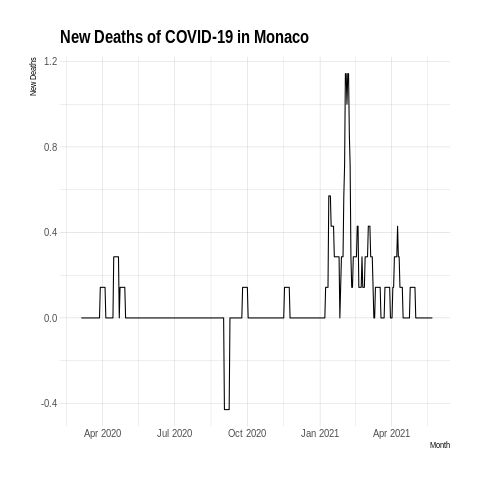 New Deaths of COVID-19 in Monaco
New Deaths
1.2
0.8
0.4
0.0
-0.4
Apr 2020 Jul 2020 Oct 2020 Jan 2021 Apr 2021
Month